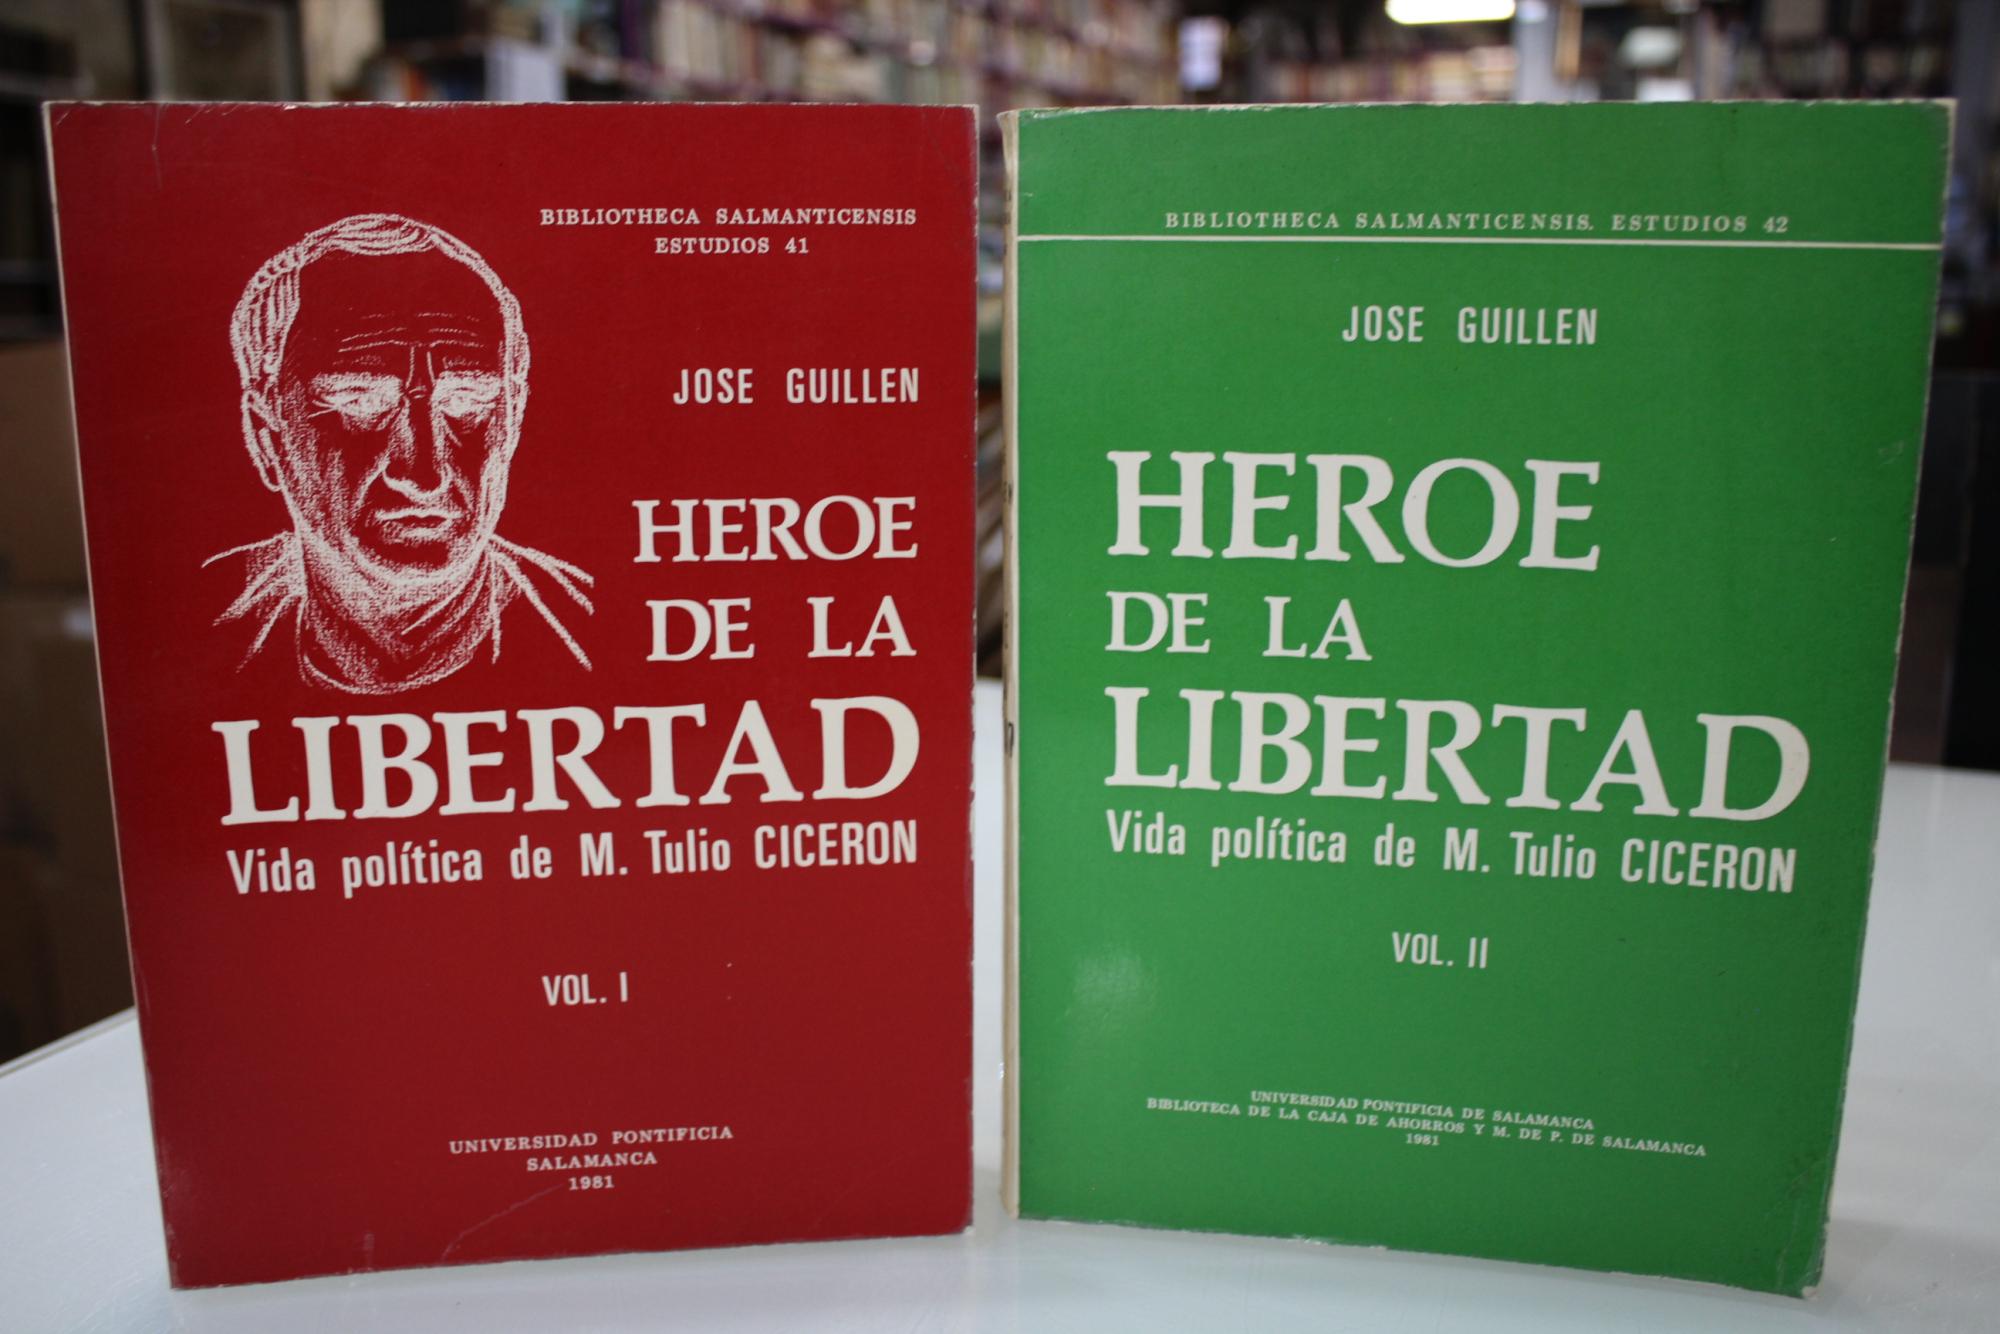 BIBLIOTHECA SALMANTICENSIS
ESTUDIOS 41
JOSE GUILLEN
HEROE
DE LA
LIBERTAD
Vida política de M. Tulio CICERON
VOL. I
UNIVERSIDAD PONTIFICIA
SALAMANCA
1981
BIBLIOTHECA SALMANTICENSIS. ESTUDIOS 42
JOSE GUILLEN
HEROE
DE LA
LIBERTAD
Vida política de M. Tulio CICERON
VOL. II
UNIVERSIDAD PONTIFICIA DE SALAMANCA
BIBLIOTECA DE LA CAJA DE AHORROS Y M. DE P. DE SALAMANCA
1981